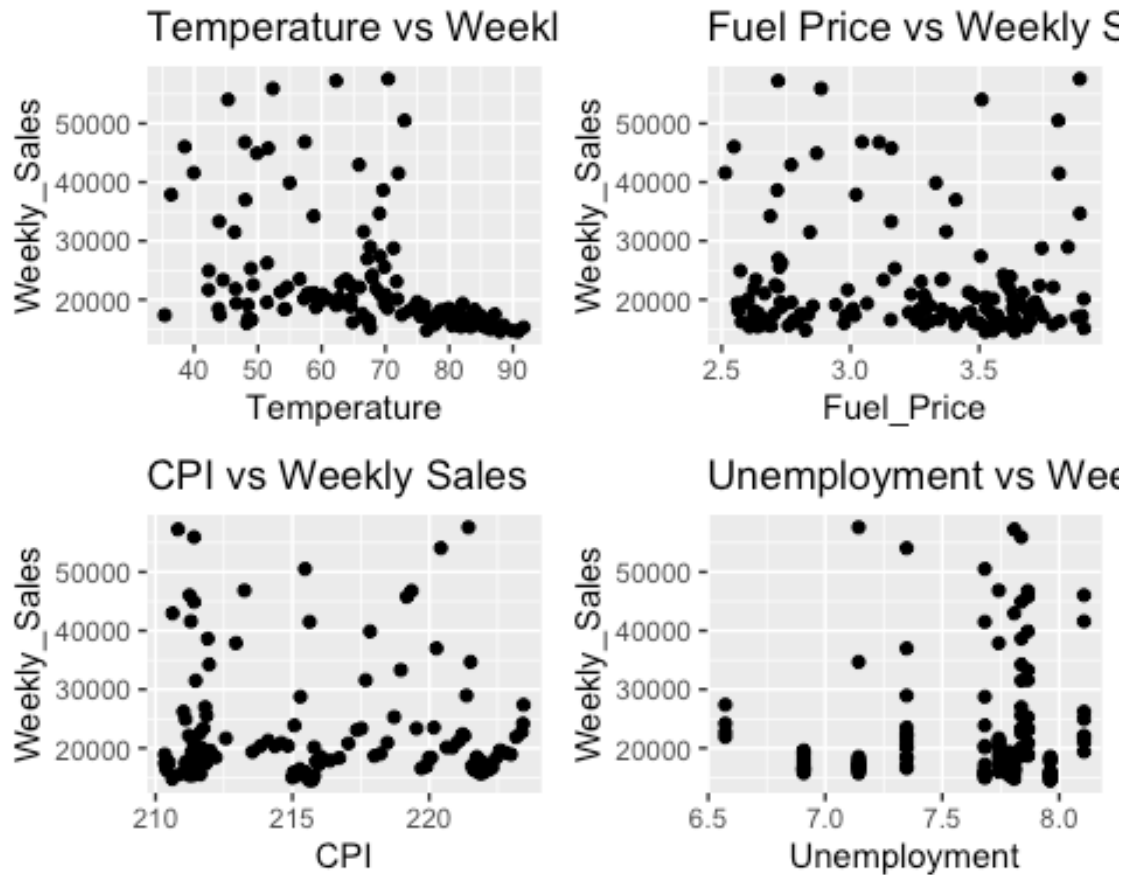 Temperature vs Weekl
Weekly_Sales
50000
40000
30000
20000
40 50 60 70 80 90
Temperature
Fuel Price vs Weekly S
Weekly_Sales
50000
40000
30000
20000
2.5 3.0 3.5
Fuel_Price
CPI vs Weekly Sales
Weekly_Sales
50000
40000
30000
20000
210 215 220
CPI
Unemployment vs Wee
Weekly_Sales
50000
40000
30000
20000
6.5 7.0 7.5 8.0
Unemployment